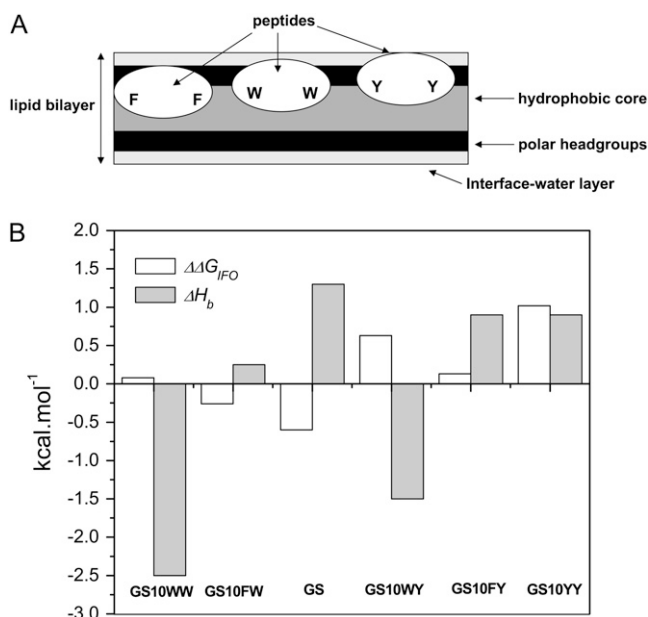 A
peptides
lipid bilayer
F F W W Y Y
hydrophobic core
polar headgroups
Interface-water layer
B
2.0
1.5
1.0
0.5
0.0
-0.5
-1.0
-1.5
-2.0
-2.5
-3.0
kcal.mol⁻¹
ΔΔG_IFO
ΔH_b
GS10WW GS10FW GS GS10WY GS10FY GS10YY